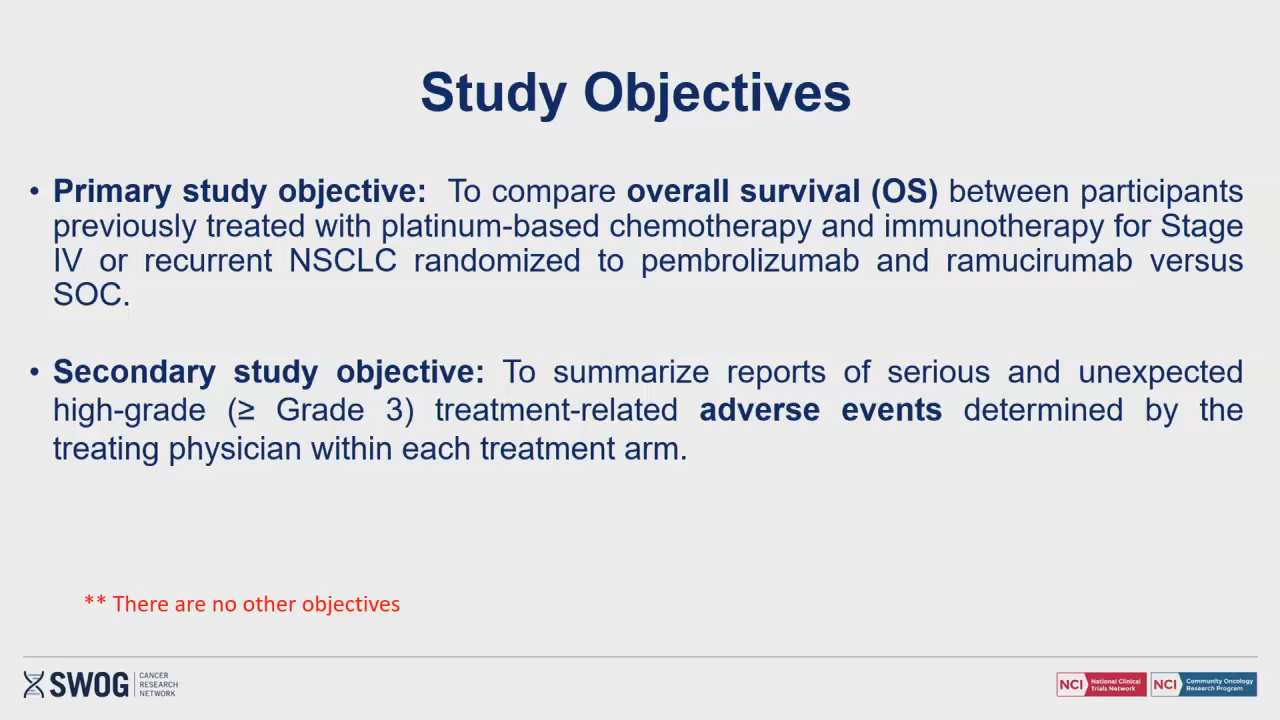 Study Objectives
• Primary study objective: To compare overall survival (OS) between participants
previously treated with platinum-based chemotherapy and immunotherapy for Stage
IV or recurrent NSCLC randomized to pembrolizumab and ramucirumab versus
SOC.
• Secondary study objective: To summarize reports of serious and unexpected
high-grade (≥ Grade 3) treatment-related adverse events determined by the
treating physician within each treatment arm.
** There are no other objectives
SWOG
CANCER
RESEARCH
NETWORK
NCI
National Clinical
Trials Network
NCI
Community Oncology
Research Program